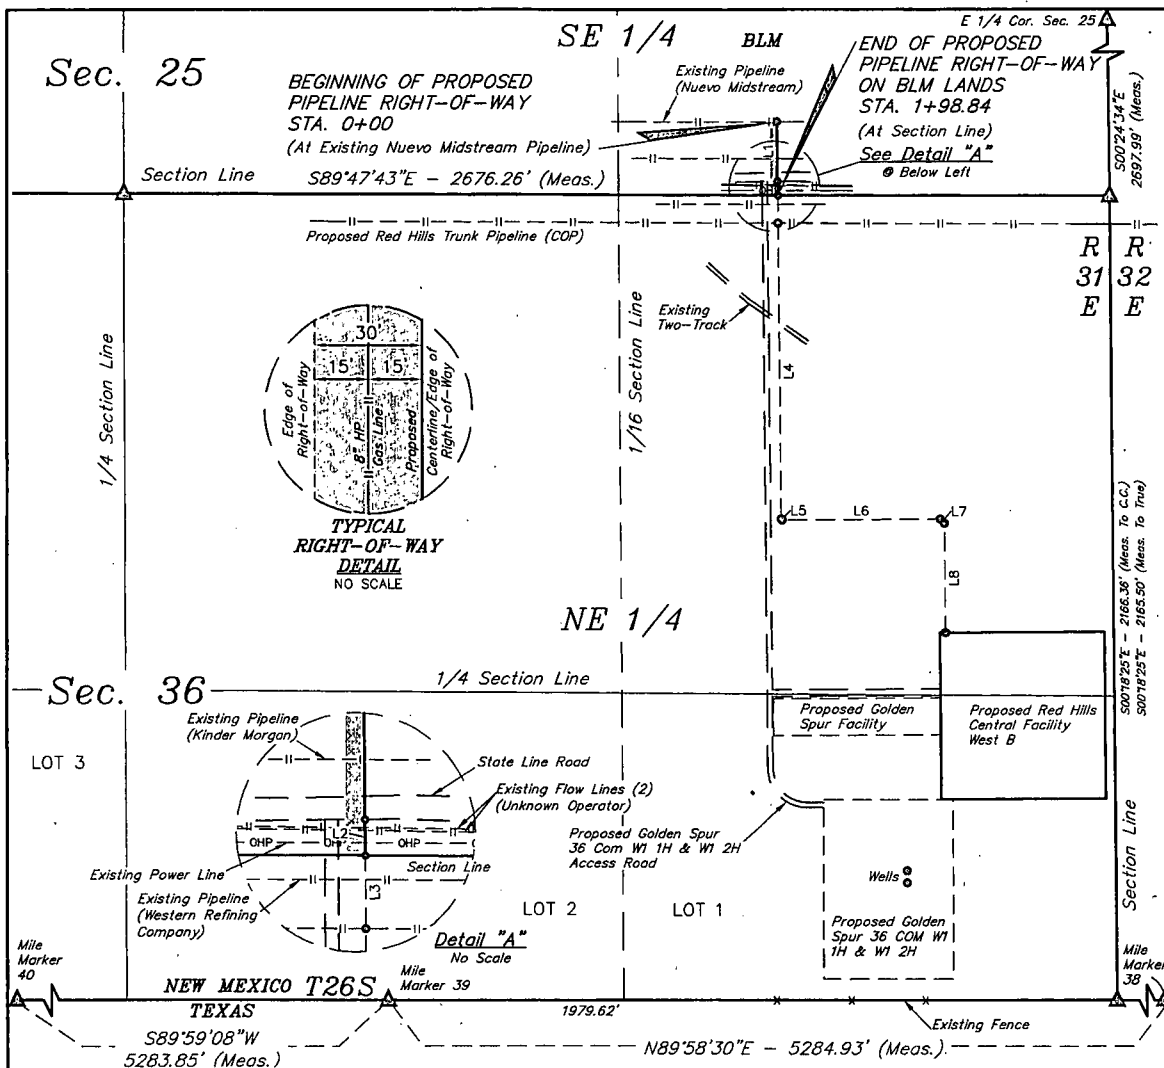 SE 1/4
BLM
E 1/4 Cor. Sec. 25
Sec. 25
BEGINNING OF PROPOSED
PIPELINE RIGHT-OF-WAY
STA. 0+00
(At Existing Nuevo Midstream Pipeline)
Existing Pipeline
(Nuevo Midstream)
END OF PROPOSED
PIPELINE RIGHT-OF-WAY
ON BLM LANDS
STA. 1+98.84
(At Section Line)
See Detail "A"
@ Below Left
S00°24'34"E
2697.99' (Meas.)
L1
Section Line
S89°47'43"E - 2676.26' (Meas.)
Proposed Red Hills Trunk Pipeline (COP)
R R
31 32
E E
Existing
Two-Track
1/4 Section Line
1/16 Section Line
L4
30'
15' 15'
Edge of
Right-of-Way
8" HP
Gas Line
Proposed
Centerline/Edge of
Right-of-Way
TYPICAL
RIGHT-OF-WAY
DETAIL
NO SCALE
L5
L6
L7
L8
S00°18'25"E - 2166.36' (Meas. To C.C.)
S00°18'25"E - 2165.50' (Meas. To True)
NE 1/4
Sec. 36
1/4 Section Line
Existing Pipeline
(Kinder Morgan)
LOT 3
State Line Road
Existing Flow Lines (2)
(Unknown Operator)
L2
OHP
OHP
OHP
Section Line
Existing Power Line
L3
Existing Pipeline
(Western Refining
Company)
Detail "A"
No Scale
Proposed Golden
Spur Facility
Proposed Red Hills
Central Facility
West B
Proposed Golden Spur
36 Com W1 1H & W1 2H
Access Road
Wells
LOT 2
LOT 1
Proposed Golden
Spur 36 COM W1
1H & W1 2H
Section Line
Mile
Marker
40
NEW MEXICO T26S
TEXAS
Mile
Marker 39
Mile
Marker
38
1979.62'
Existing Fence
S89°59'08"W
5283.85' (Meas.)
N89°58'30"E - 5284.93' (Meas.)